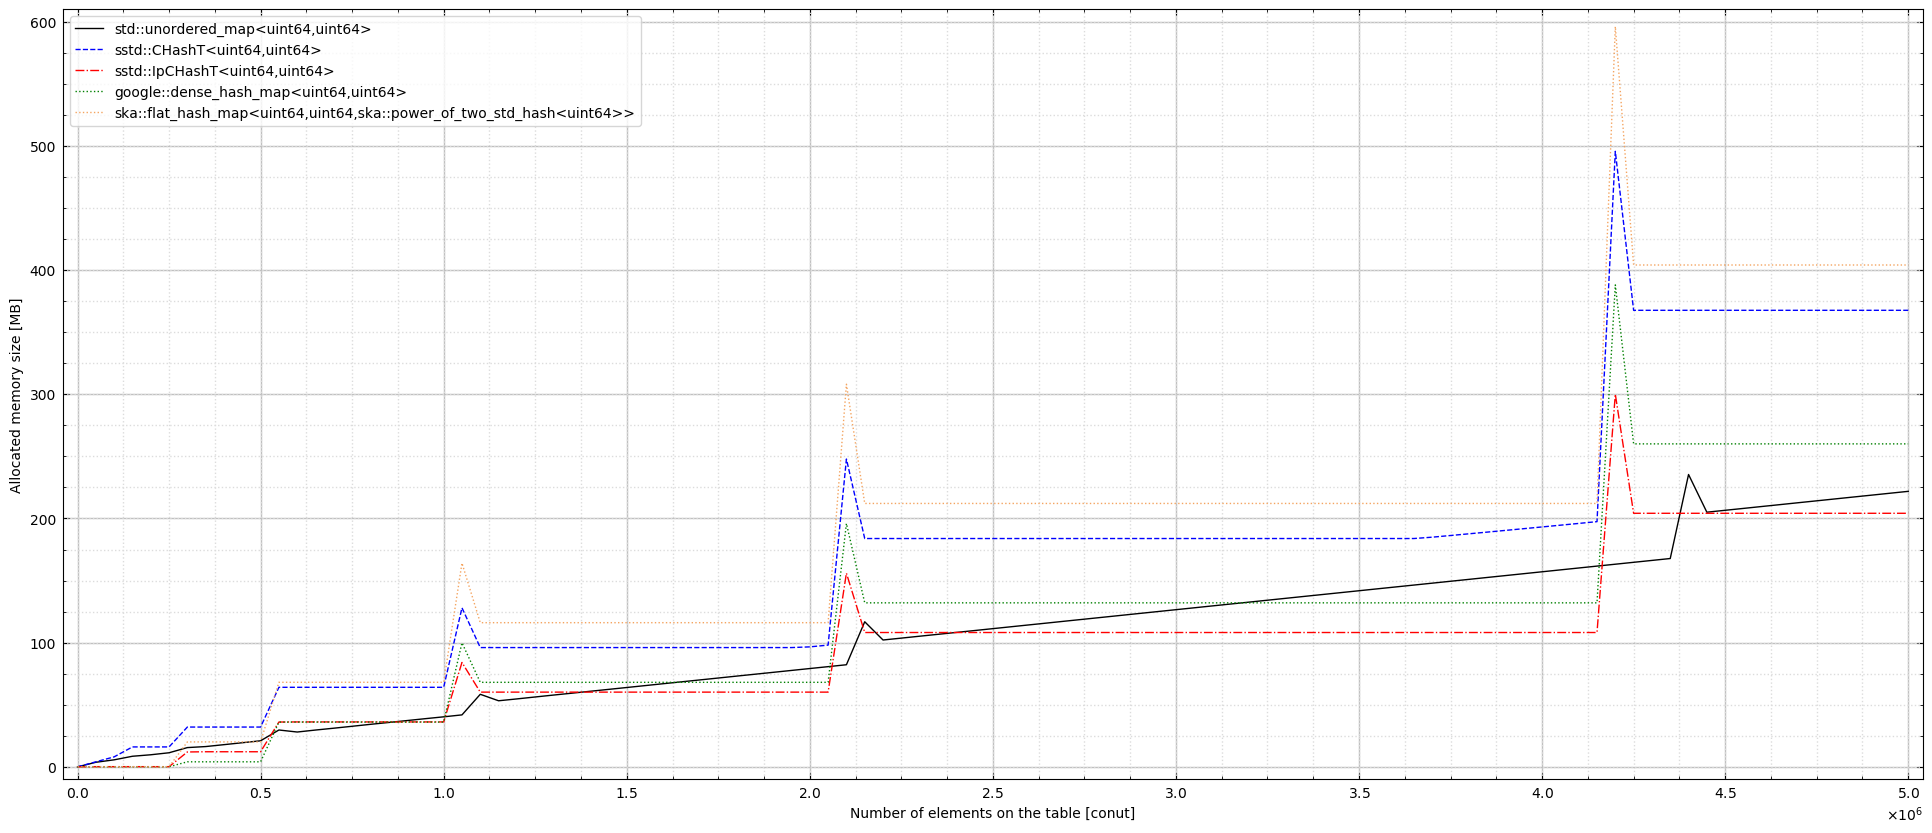 600
500
400
300
200
100
0
Allocated memory size [MB]
std::unordered_map<uint64,uint64>
sstd::CHashT<uint64,uint64>
sstd::IpCHashT<uint64,uint64>
google::dense_hash_map<uint64,uint64>
ska::flat_hash_map<uint64,uint64,ska::power_of_two_std_hash<uint64>>
0.0 0.5 1.0 1.5 2.0 2.5 3.0 3.5 4.0 4.5 5.0
Number of elements on the table [conut]
×10⁶